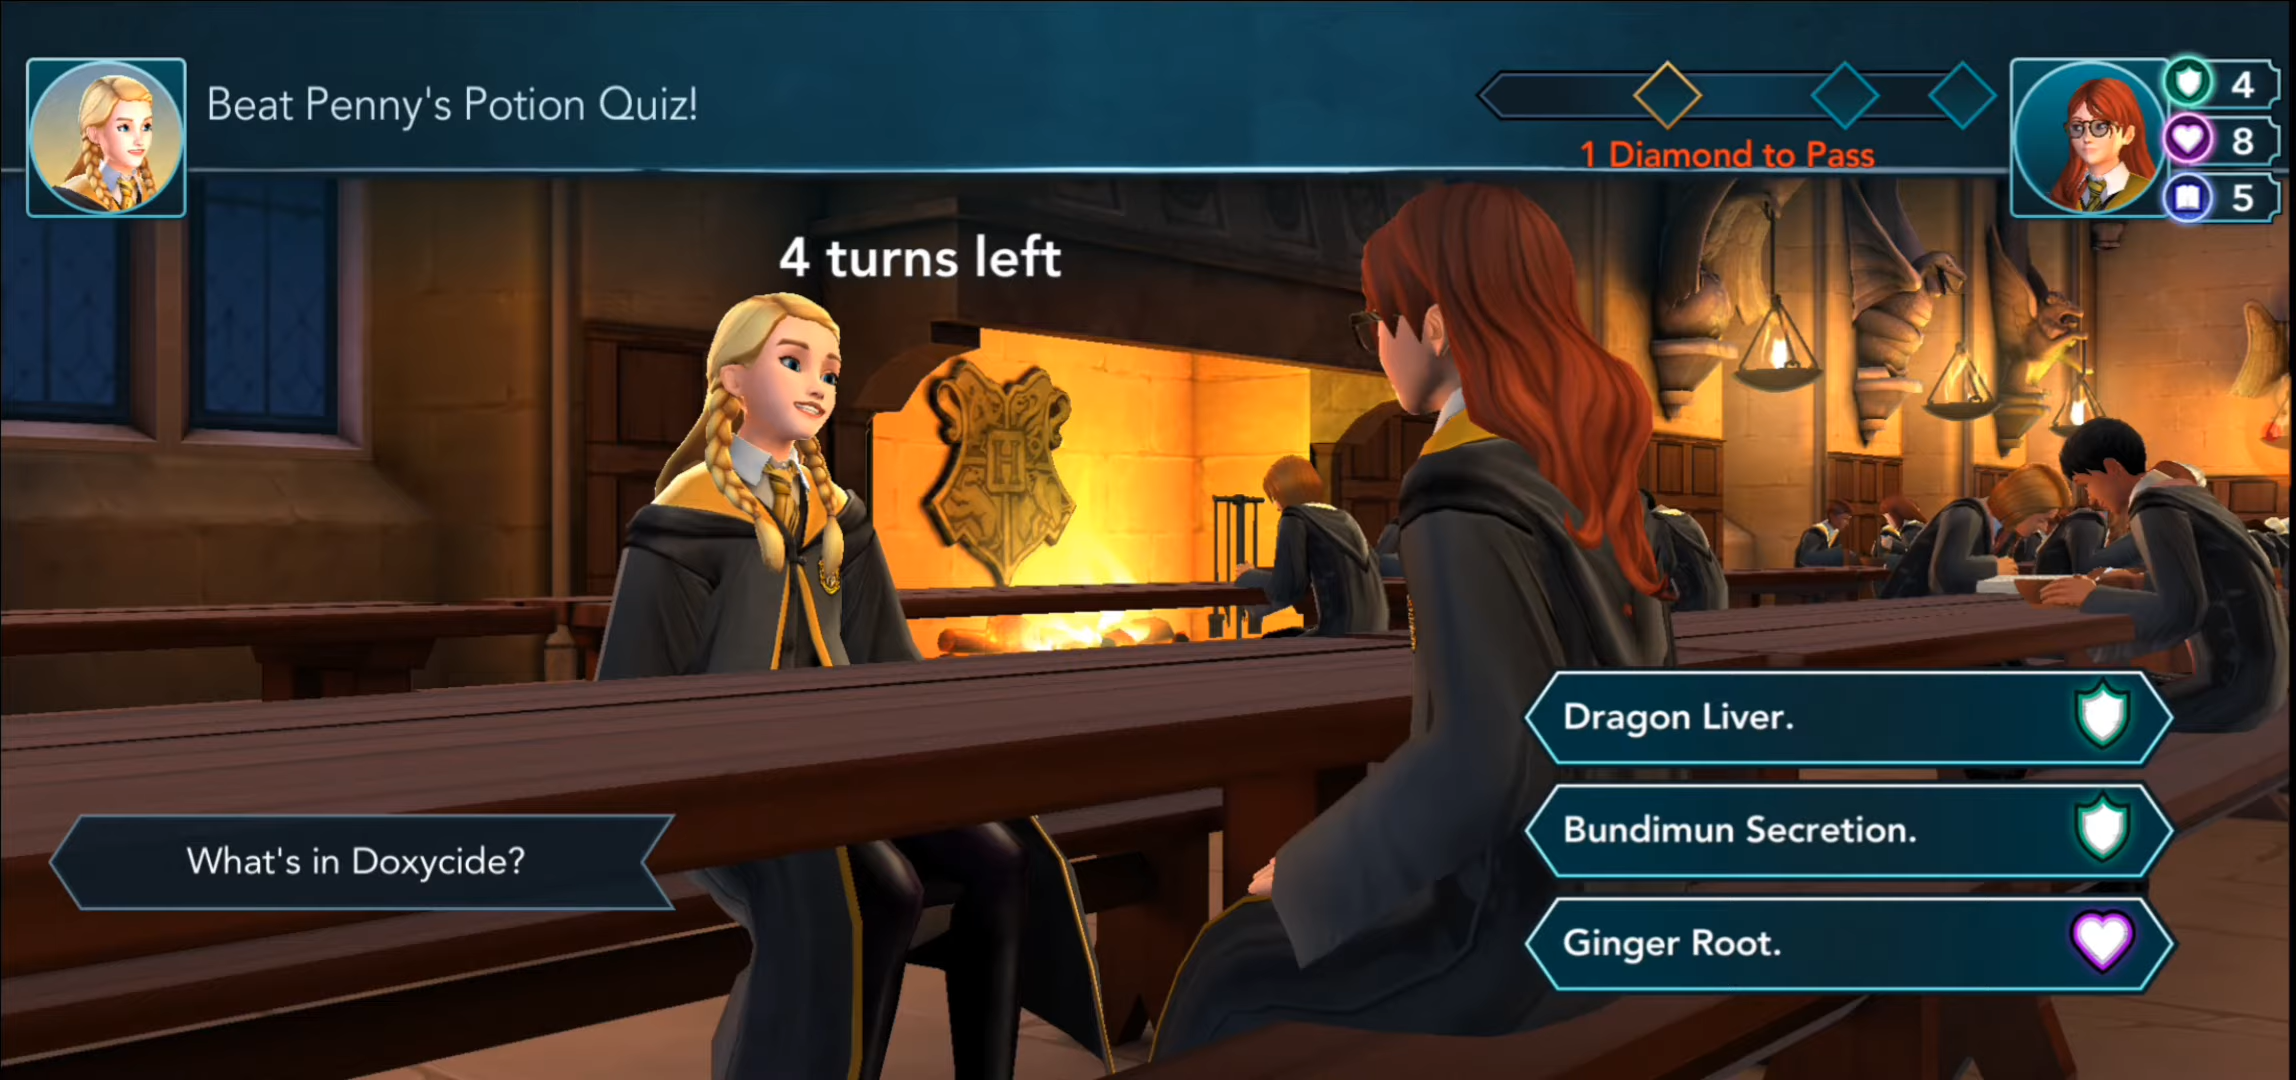 Beat Penny's Potion Quiz!
1 Diamond to Pass
4
8
5
4 turns left
H
What's in Doxycide?
Dragon Liver.
Bundimun Secretion.
Ginger Root.